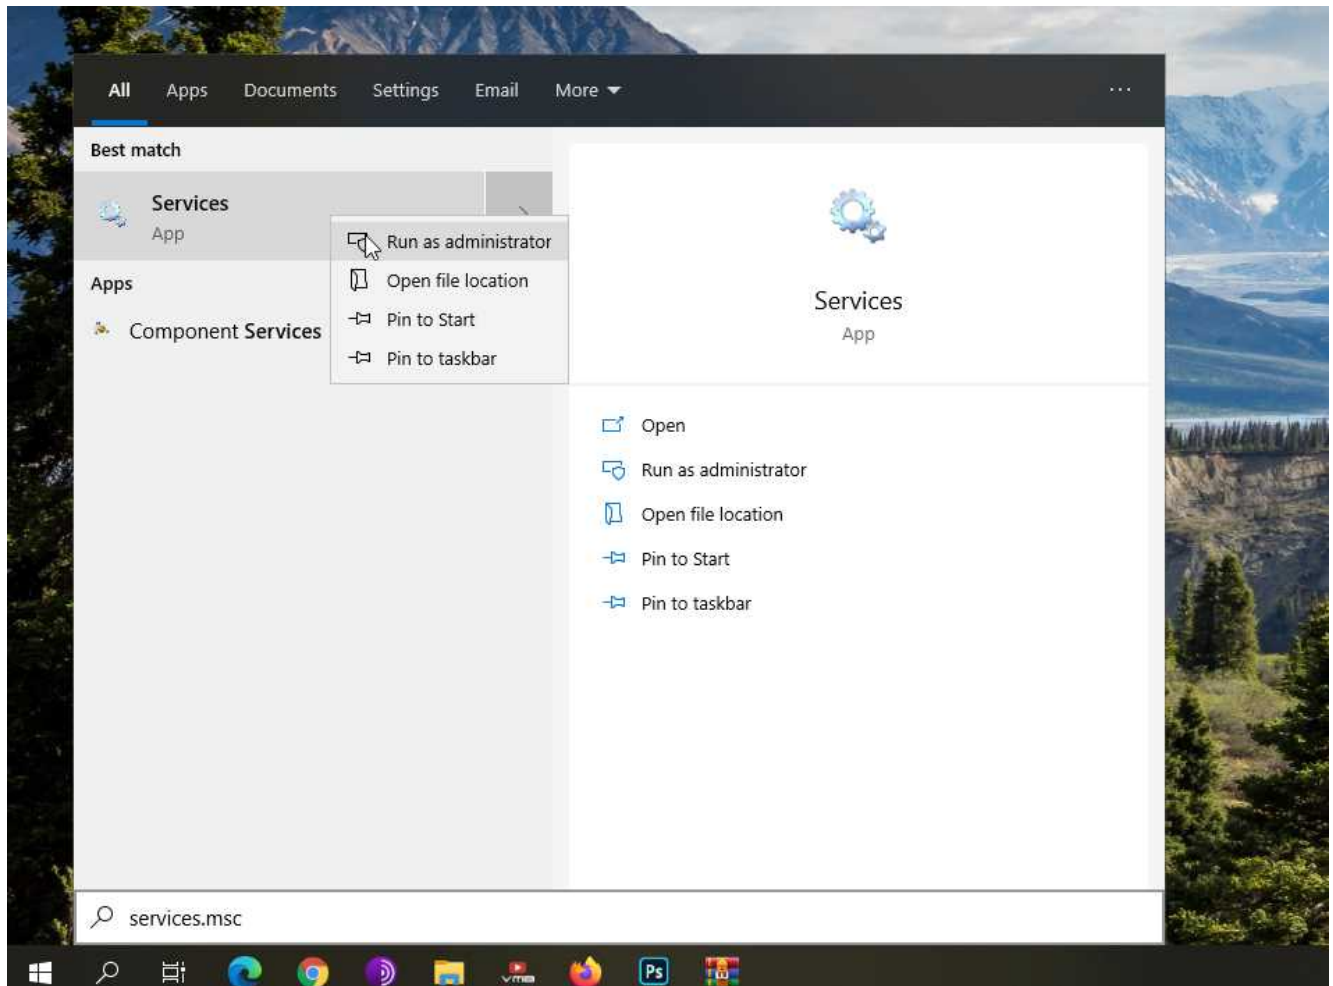 All Apps Documents Settings Email More
Best match
Services
App
Run as administrator
Open file location
Pin to Start
Pin to taskbar
Apps
Component Services
Services
App
Open
Run as administrator
Open file location
Pin to Start
Pin to taskbar
services.msc
Ps